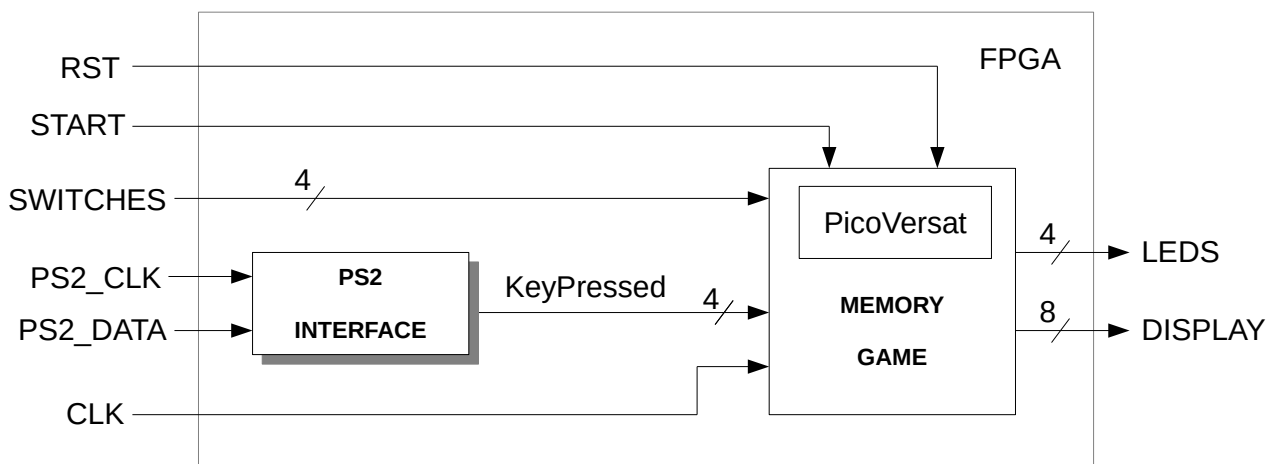 FPGA
RST
START
SWITCHES
4
PicoVersat
4
LEDS
PS2_CLK
PS2
KeyPressed
4
MEMORY
8
DISPLAY
PS2_DATA
INTERFACE
GAME
CLK